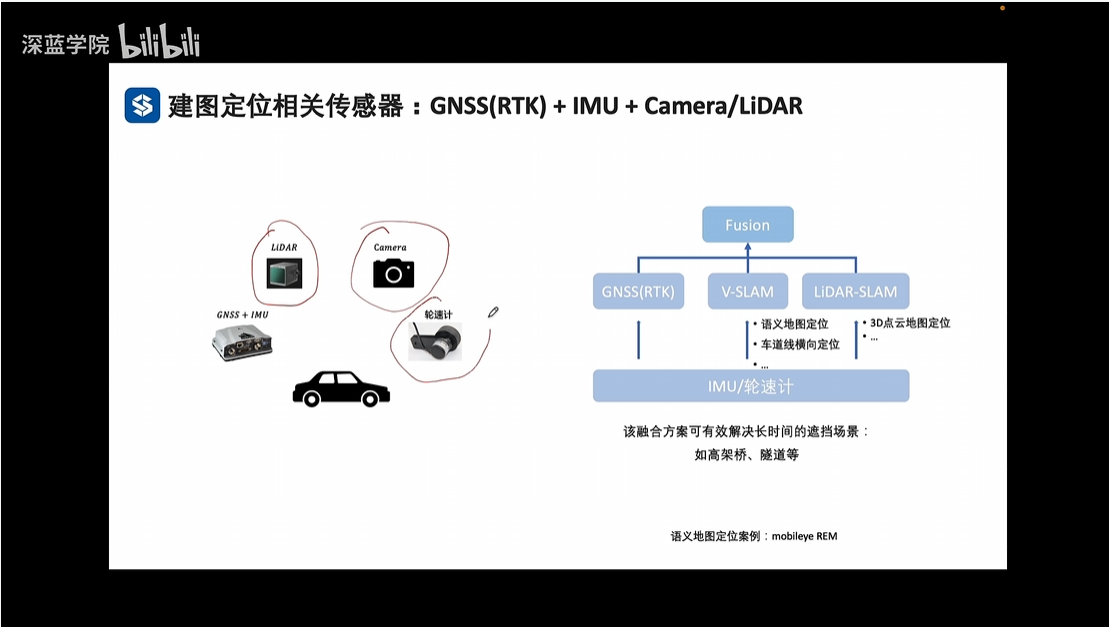 深蓝学院 bilibili
建图定位相关传感器：GNSS(RTK) + IMU + Camera/LiDAR
LiDAR
Camera
GNSS + IMU
轮速计
Fusion
GNSS(RTK)
V-SLAM
LiDAR-SLAM
• 语义地图定位
• 车道线横向定位
• ...
• 3D点云地图定位
• ...
IMU/轮速计
该融合方案可有效解决长时间的遮挡场景：
如高架桥、隧道等
语义地图定位案例：mobileye REM